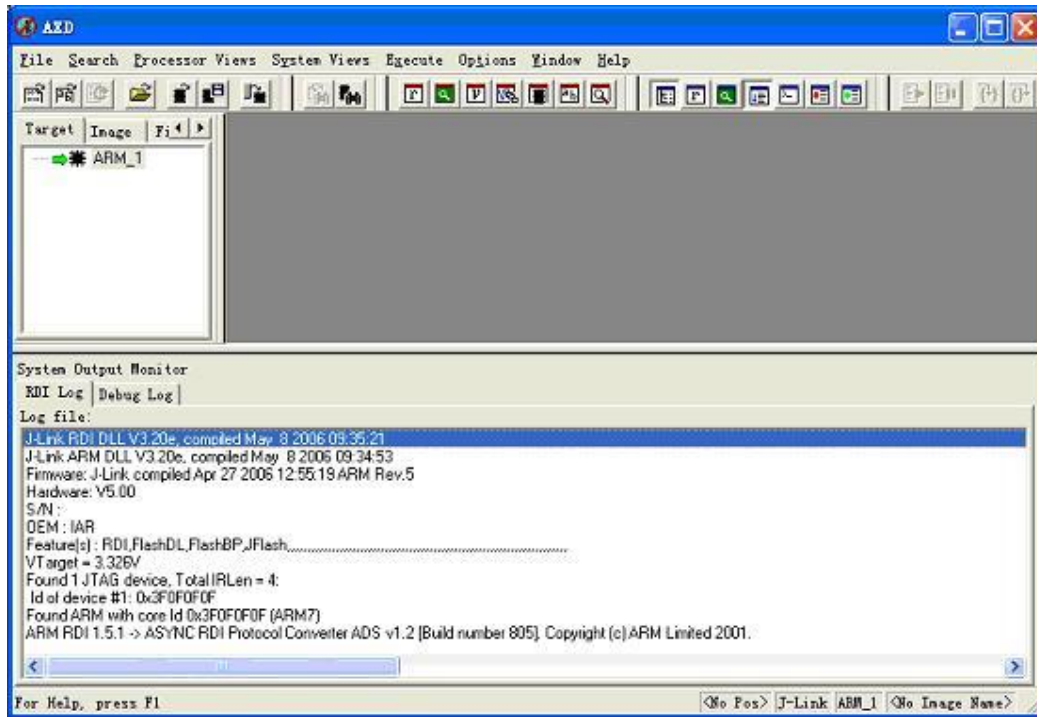 AXD
File Search Processor Views System Views Execute Options Window Help
Target Image Fi
ARM_1
System Output Monitor
RDI Log Debug Log
Log file:
J-Link RDI DLL V3.20e, compiled May 8 2006 09:35:21
J-Link ARM DLL V3.20e, compiled May 8 2006 09:34:53
Firmware: J-Link compiled Apr 27 2006 12:55:19 ARM Rev.5
Hardware: V5.00
S/N :
OEM : IAR
Feature(s) : RDI,FlashDL,FlashBP,JFlash,,,,,,,,,,,,,,,,,,,,,,,,,,,,,,,,,,,,,,,,,,,,,,,,,,,,,,,,,,,,
VTarget = 3.326V
Found 1 JTAG device, Total IRLen = 4:
Id of device #1: 0x3F0F0F0F
Found ARM with core Id 0x3F0F0F0F (ARM7)
ARM RDI 1.5.1 -> ASYNC RDI Protocol Converter ADS v1.2 [Build number 805]. Copyright (c) ARM Limited 2001.
For Help, press F1 <No Pos> J-Link ARM_1 <No Image Name>